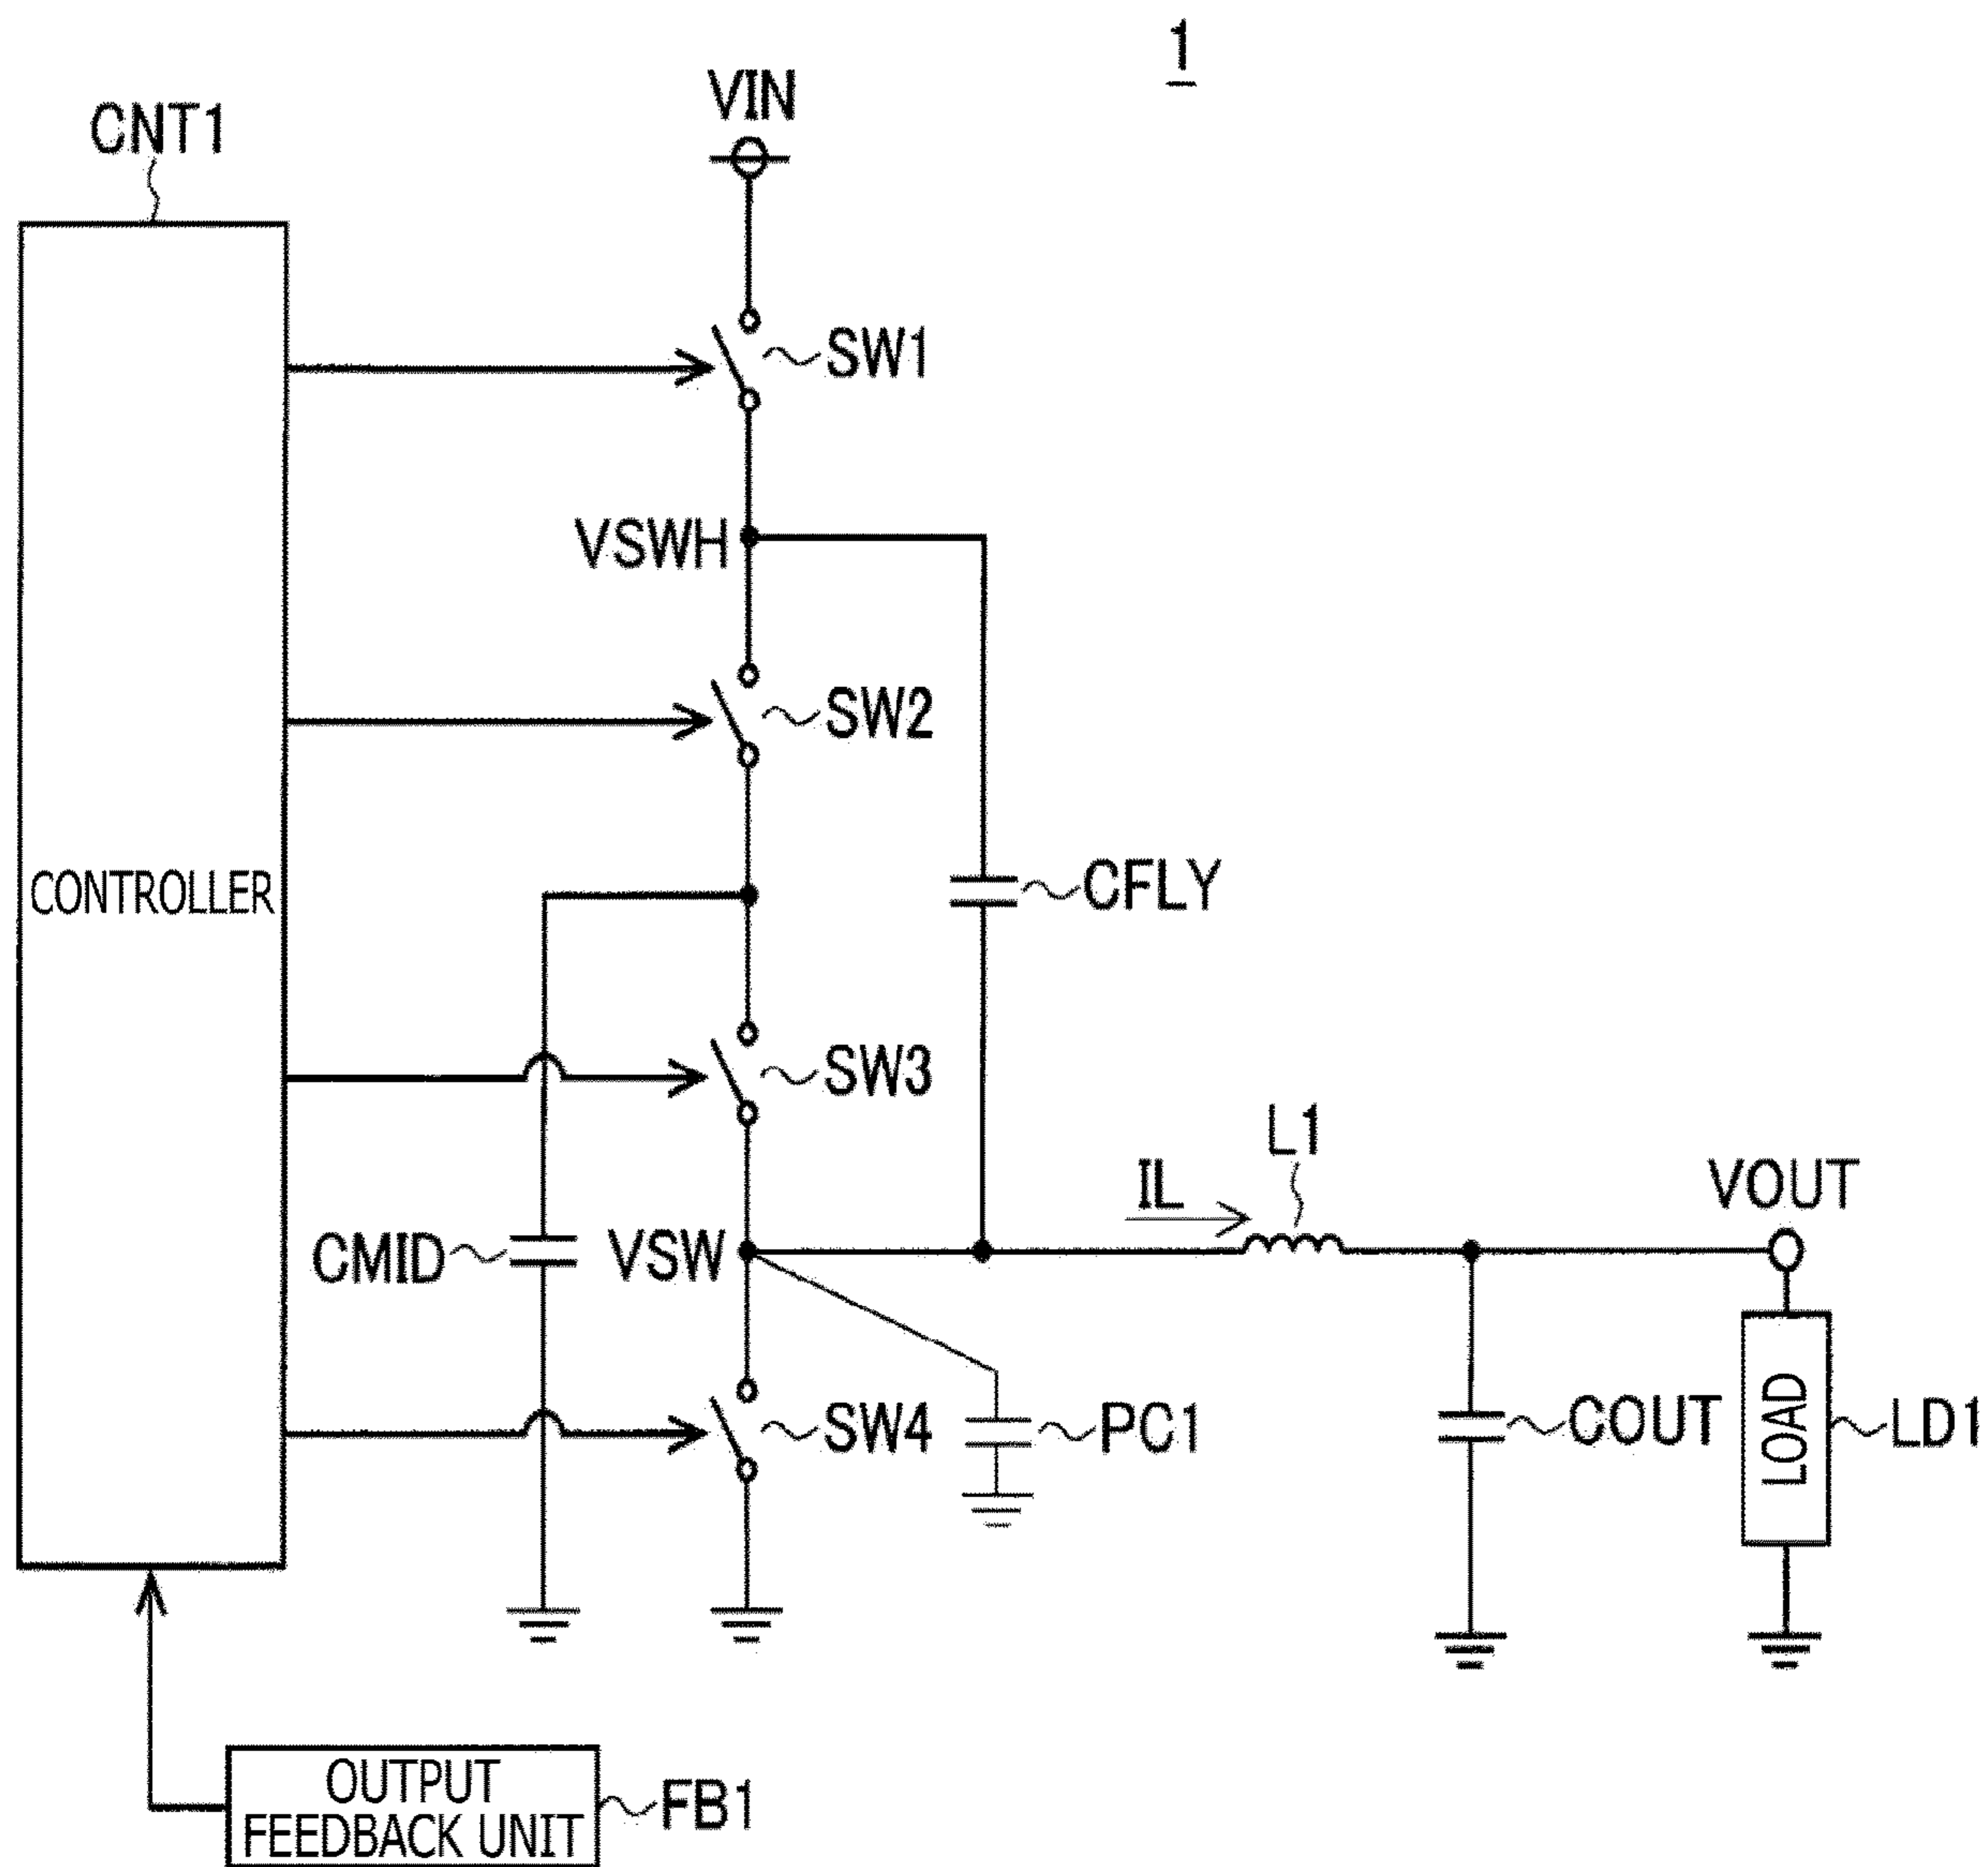 1
VIN
CNT1
SW1
VSWH
SW2
CFLY
CONTROLLER
SW3
L1
IL
VOUT
CMID
VSW
SW4
PC1
COUT
LOAD
LD1
OUTPUT
FEEDBACK UNIT
FB1